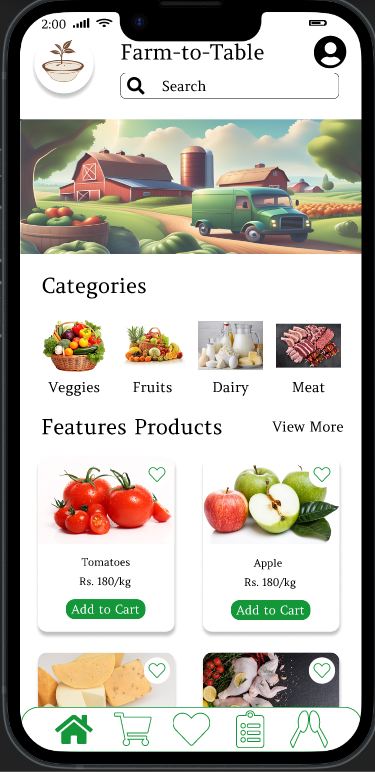 2:00
Farm-to-Table
Search
Categories
Veggies Fruits Dairy Meat
Features Products View More
Tomatoes Apple
Rs. 180/kg Rs. 180/kg
Add to Cart Add to Cart